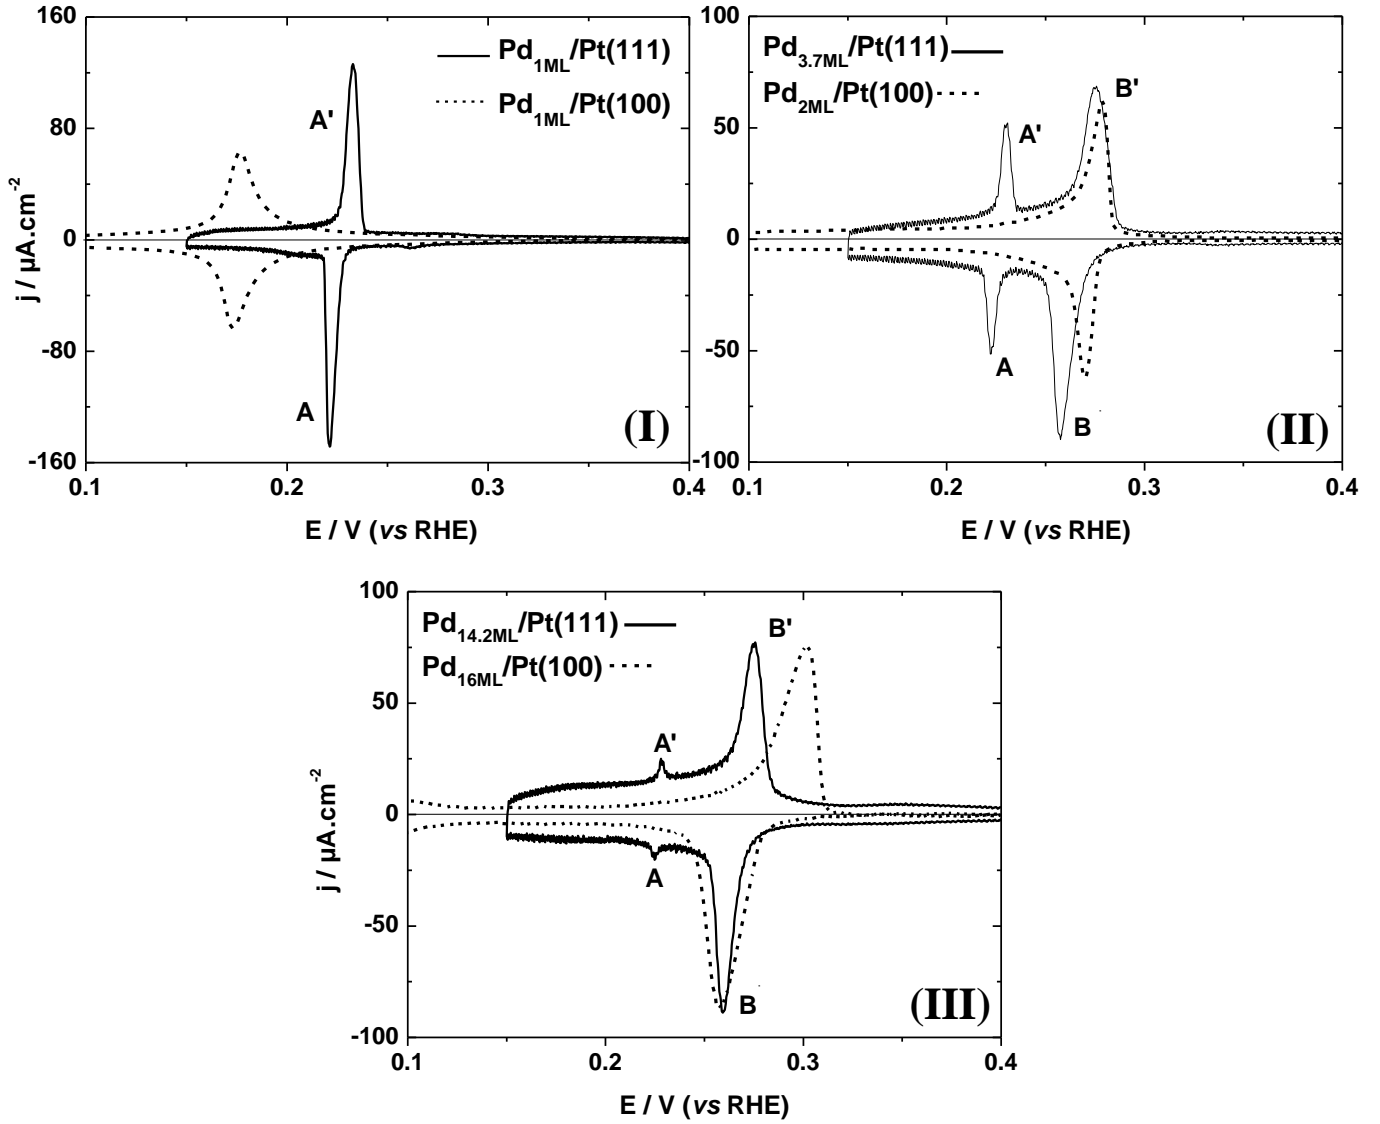 160
80
0
-80
-160
j / µA.cm-2
Pd1ML/Pt(111)
Pd1ML/Pt(100)
A'
A
(I)
0.1
0.2
0.3
0.4
E / V (vs RHE)
100
50
0
-50
-100
Pd3.7ML/Pt(111)
Pd2ML/Pt(100)
B'
A'
A
B
(II)
0.1
0.2
0.3
0.4
E / V (vs RHE)
100
50
0
-50
-100
j / µA.cm-2
Pd14.2ML/Pt(111)
Pd16ML/Pt(100)
B'
A'
A
B
(III)
0.1
0.2
0.3
0.4
E / V (vs RHE)